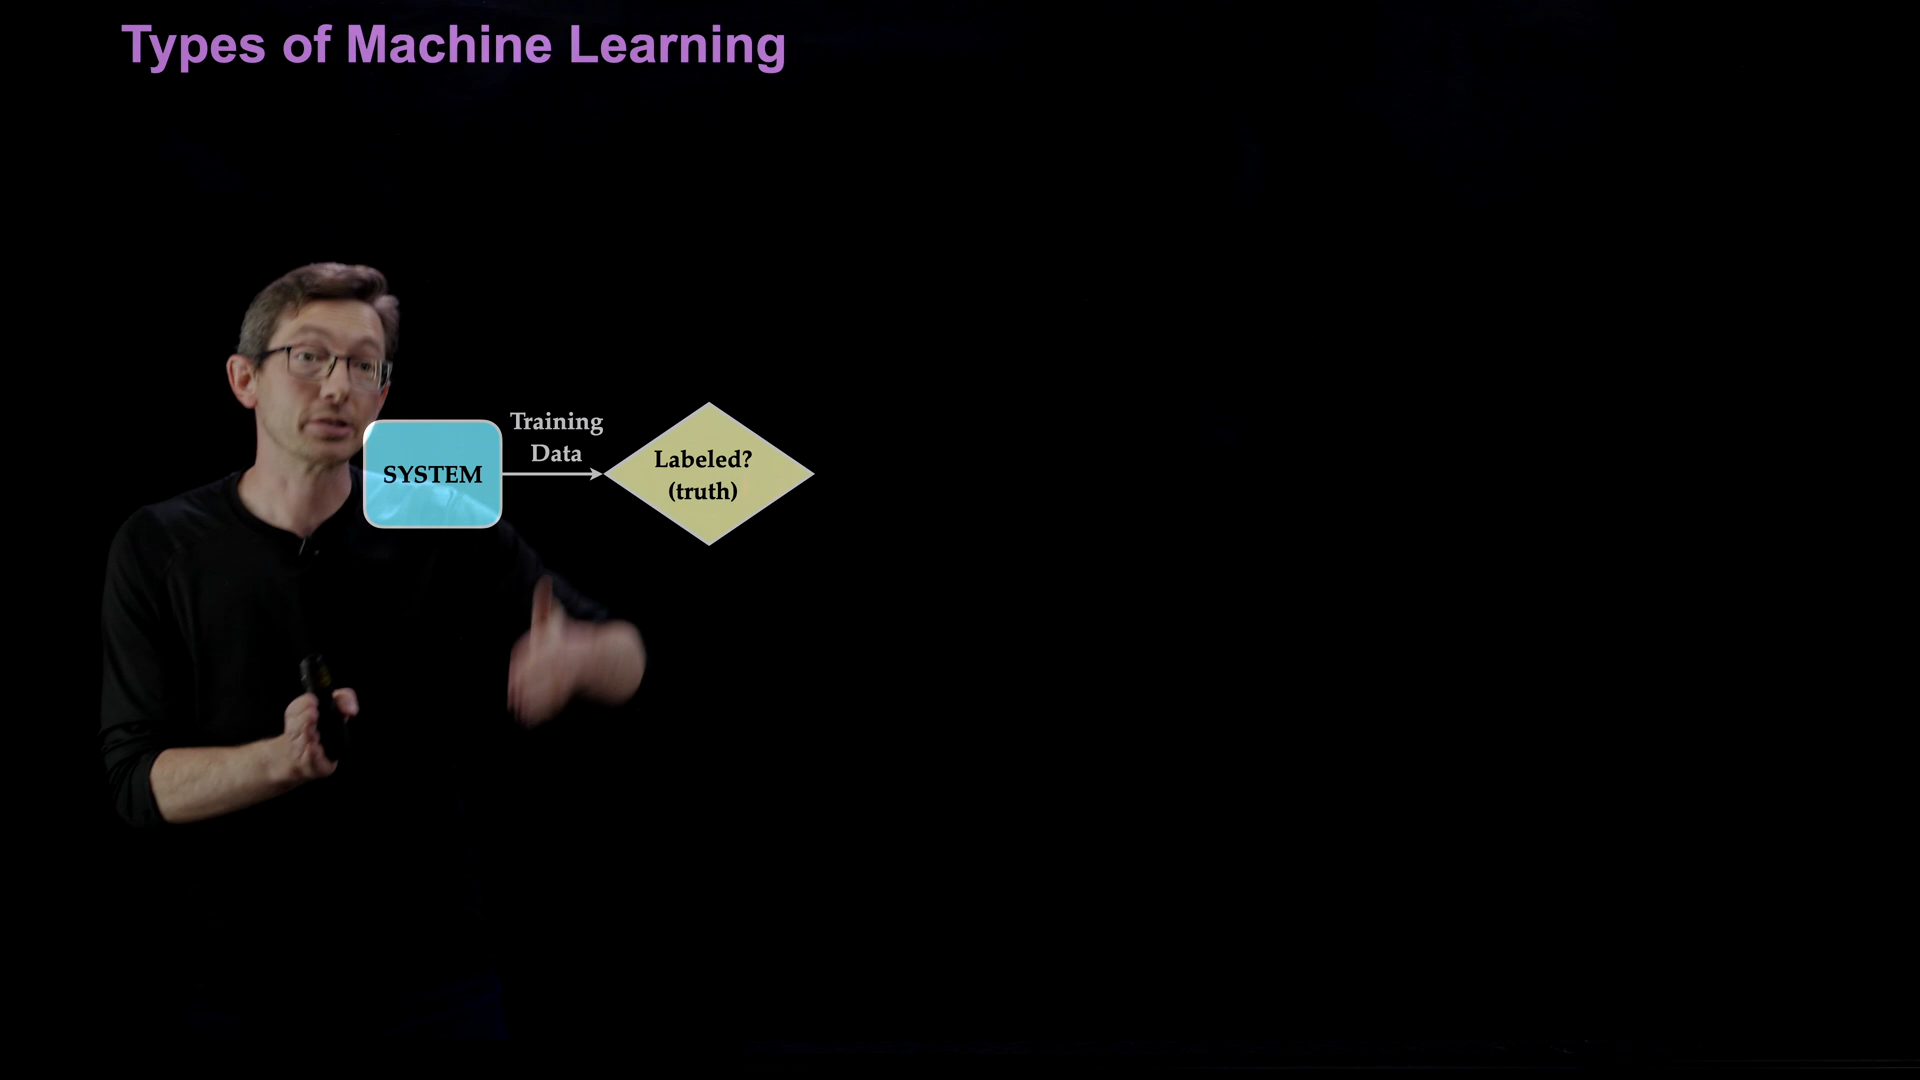 Types of Machine Learning
SYSTEM
Training
Data
Labeled?
(truth)